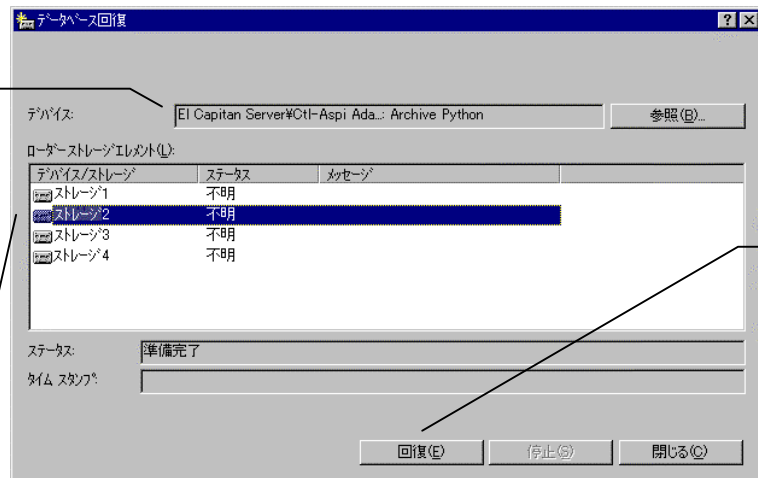 データベース回復
デバイス: El Capitan Server¥Ctl-Aspi Ada...: Archive Python 参照(B)...
ローダーストレージエレメント(L):
デバイス/ストレージ ステータス メッセージ
ストレージ1 不明
ストレージ2 不明
ストレージ3 不明
ストレージ4 不明
ステータス: 準備完了
タイム スタンプ:
回復(E) 停止(S) 閉じる(C)